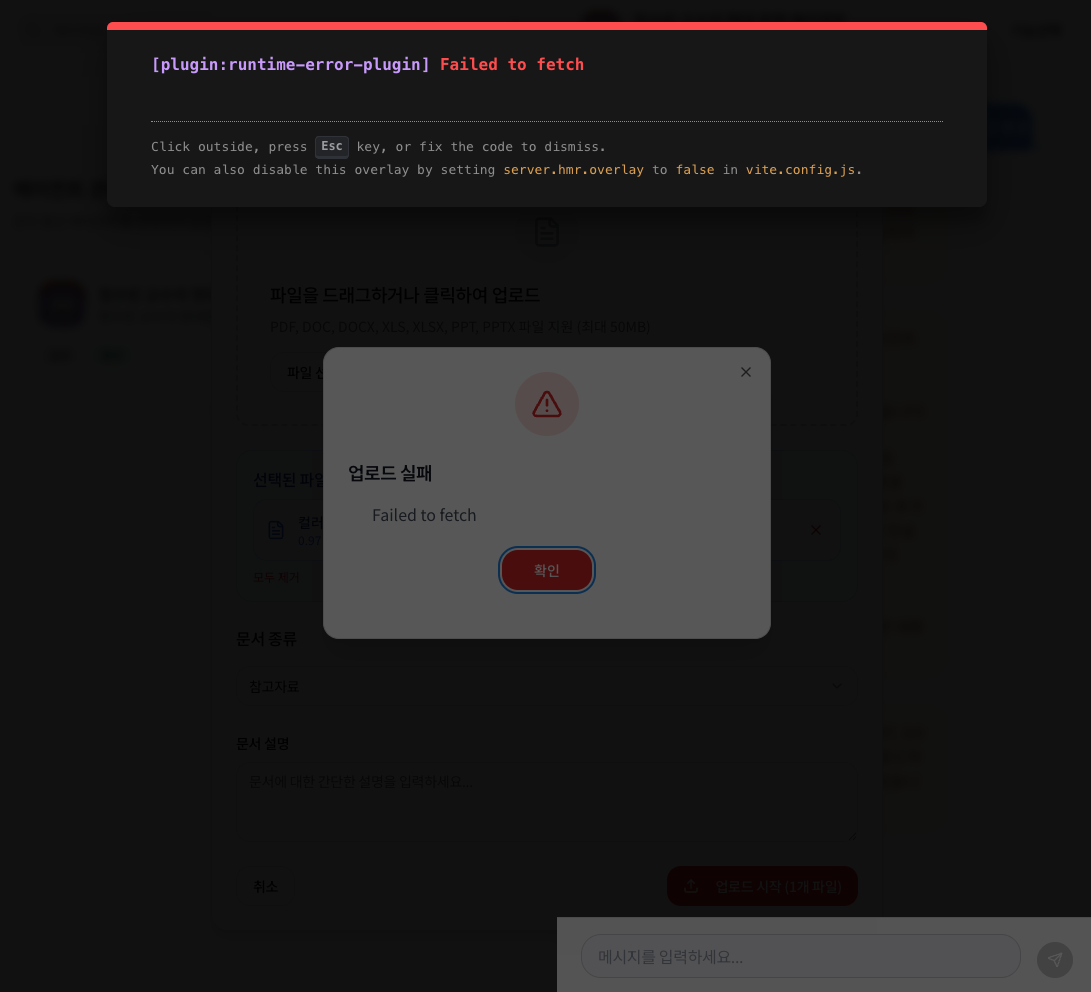 [plugin:runtime-error-plugin] Failed to fetch
Click outside, press Esc key, or fix the code to dismiss.
You can also disable this overlay by setting server.hmr.overlay to false in vite.config.js.
파일을 드래그하거나 클릭하여 업로드
PDF, DOC, DOCX, XLS, XLSX, PPT, PPTX 파일 지원 (최대 50MB)
파일 선
업로드 실패
선택된 파일
Failed to fetch
컬러
0.97
확인
모두 제거
문서 종류
참고자료
문서 설명
문서에 대한 간단한 설명을 입력하세요...
취소
업로드 시작 (1개 파일)
메시지를 입력하세요...